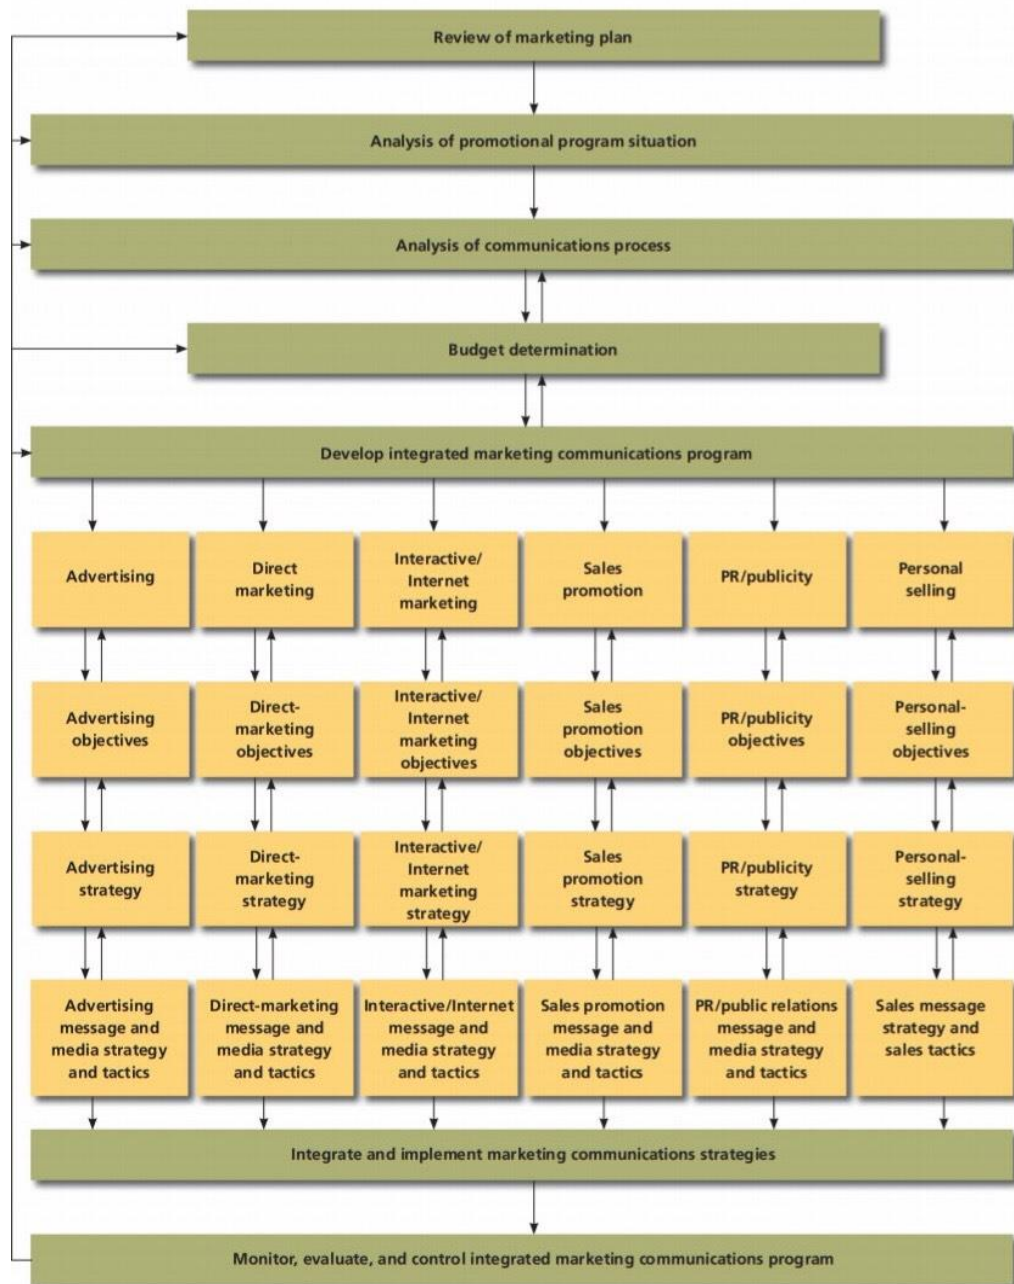 Review of marketing plan
Analysis of promotional program situation
Analysis of communications process
Budget determination
Develop integrated marketing communications program
Advertising
Direct
marketing
Interactive/
Internet
marketing
Sales
promotion
PR/publicity
Personal
selling
Advertising
objectives
Direct-
marketing
objectives
Interactive/
Internet
marketing
objectives
Sales
promotion
objectives
PR/publicity
objectives
Personal-
selling
objectives
Advertising
strategy
Direct-
marketing
strategy
Interactive/
Internet
marketing
strategy
Sales
promotion
strategy
PR/publicity
strategy
Personal-
selling
strategy
Advertising
message and
media strategy
and tactics
Direct-marketing
message and
media strategy
and tactics
Interactive/Internet
message and
media strategy
and tactics
Sales promotion
message and
media strategy
and tactics
PR/public relations
message and
media strategy
and tactics
Sales message
strategy and
sales tactics
Integrate and implement marketing communications strategies
Monitor, evaluate, and control integrated marketing communications program